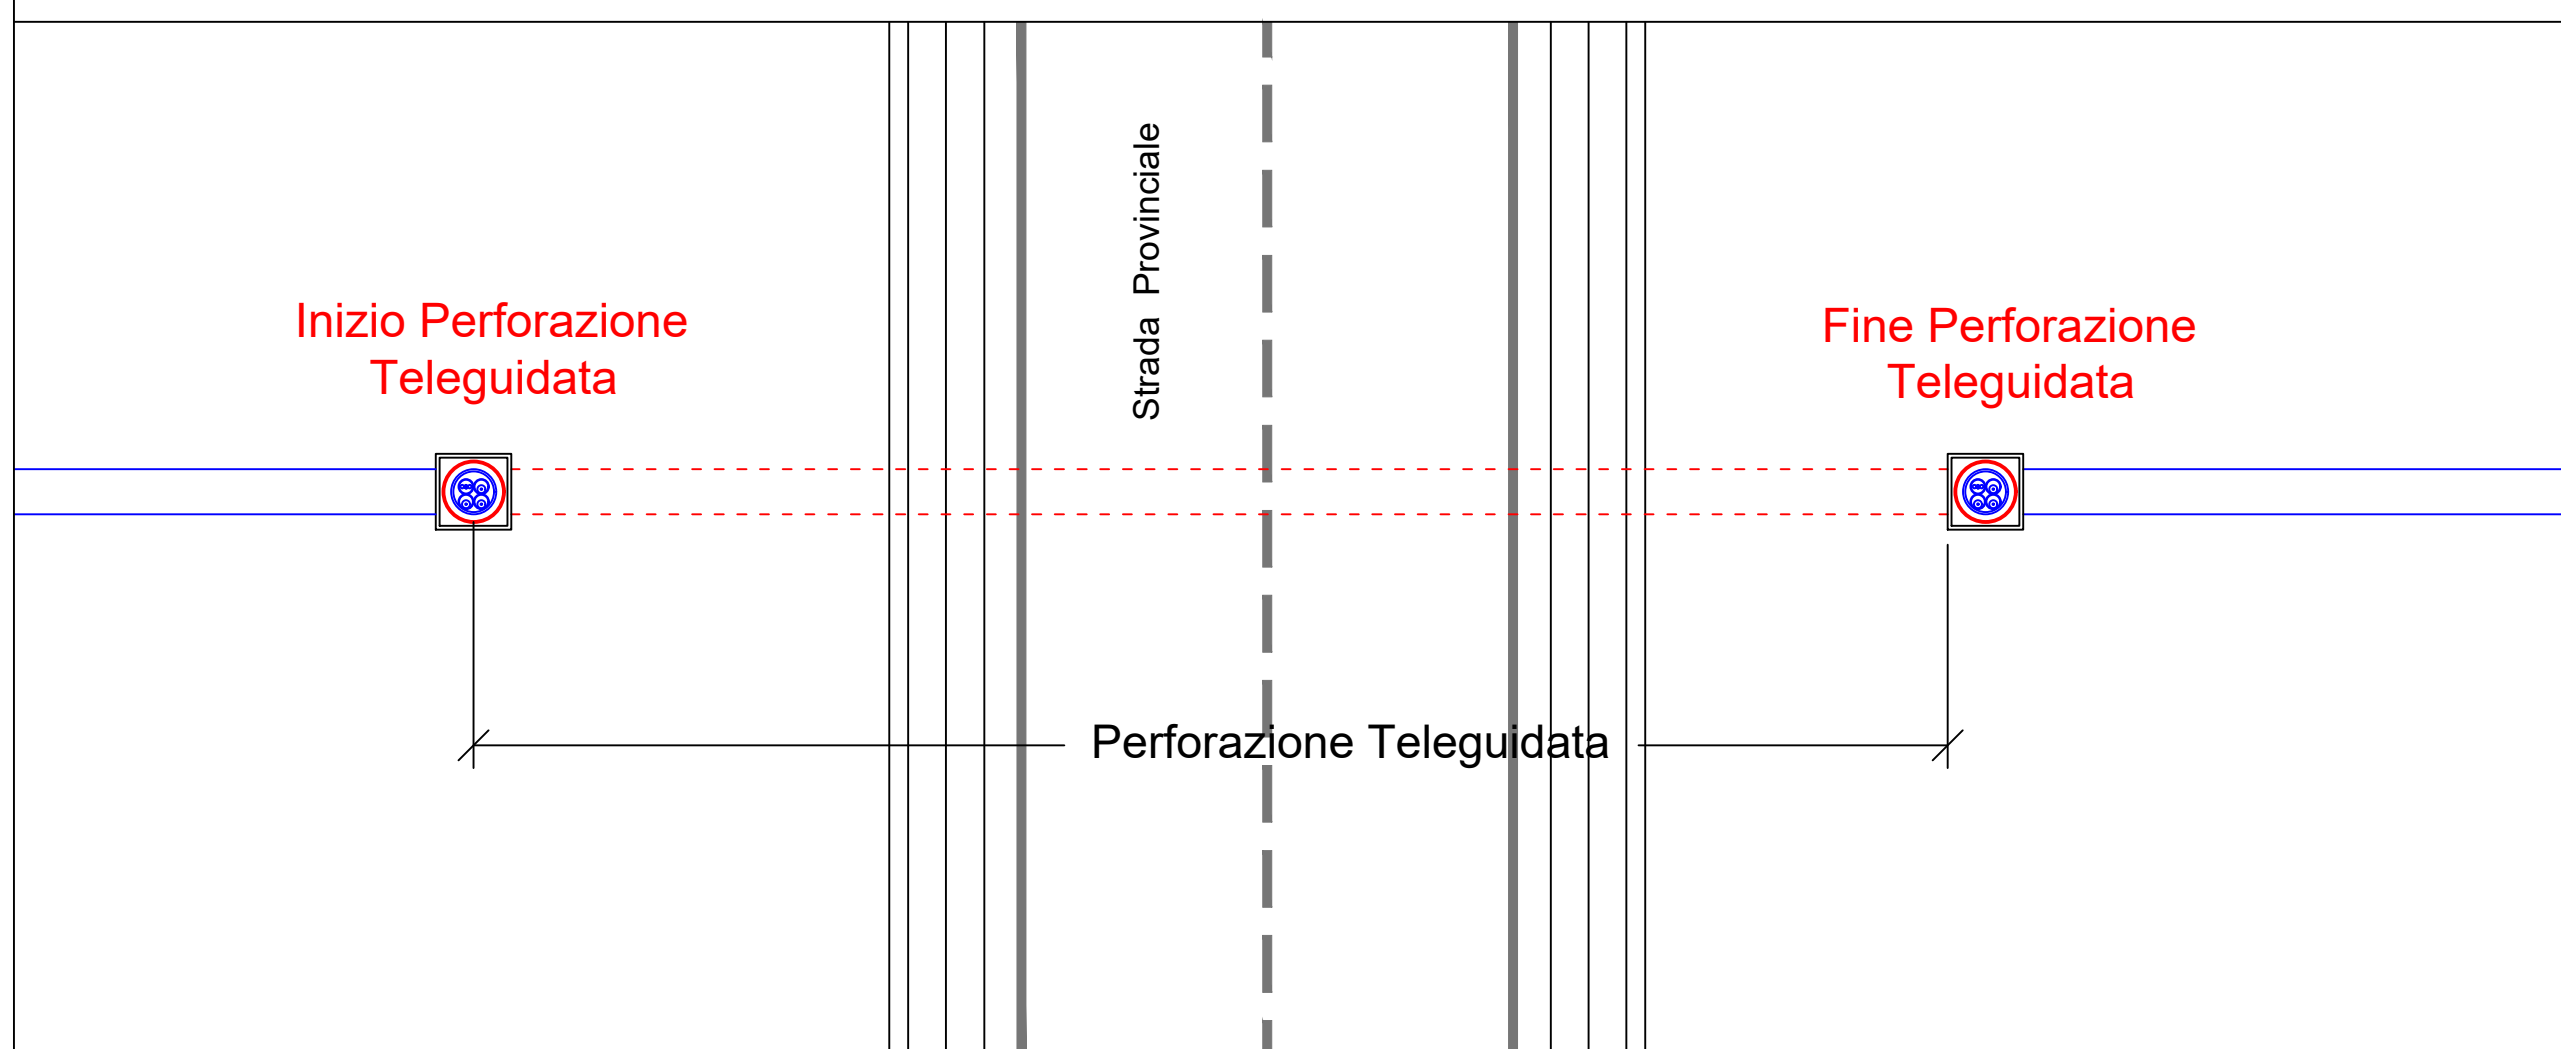 Strada Provinciale
Inizio Perforazione
Teleguidata
Fine Perforazione
Teleguidata
Perforazione Teleguidata